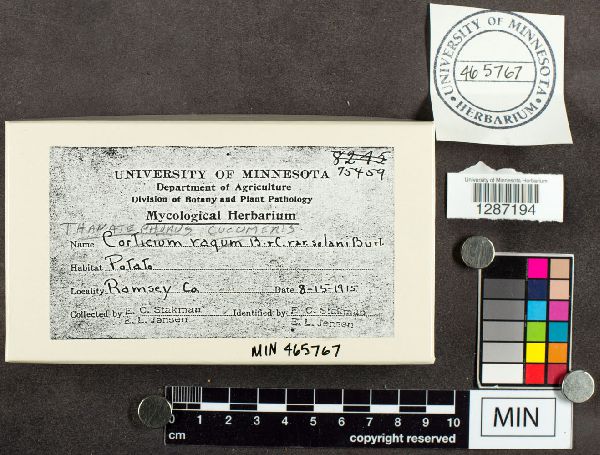 UNIVERSITY OF MINNESOTA
465767
HERBARIUM
8245
75459
UNIVERSITY OF MINNESOTA
Department of Agriculture
Division of Botany and Plant Pathology
Mycological Herbarium
THANATEPHORUS CUCUMERIS
Name Corticium vagum B.+C. var. solani Burt
Habitat Potato
Locality Ramsey Co. Date 8-15-1915
Collected by E. C. Stakman Identified by E. C. Stakman
E. L. Jensen E. L. Jensen
MIN 465767
University of Minnesota Herbarium
1287194
0 1 2 3 4 5 6 7 8 9 10
cm
copyright reserved
MIN